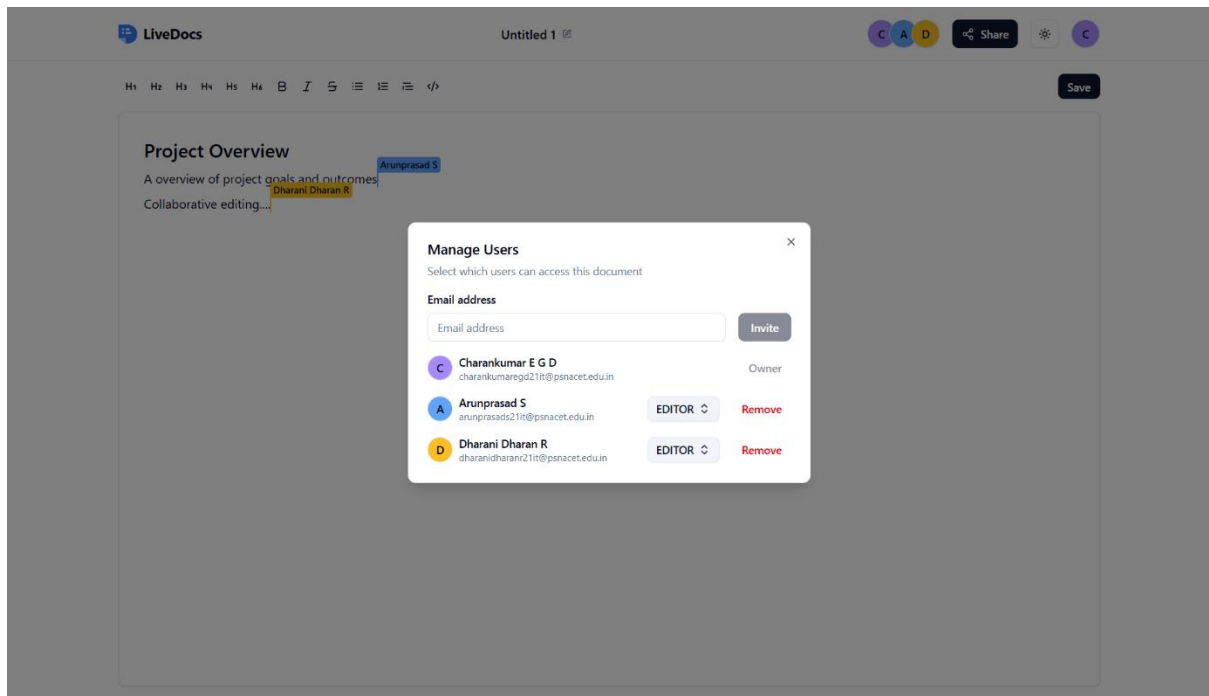 LiveDocs
Untitled 1
C A D
Share
C
H1 H2 H3 H4 H5 H6 B I S </>
Save
Project Overview
Arunprasad S
A overview of project goals and outcomes
Dharani Dharan R
Collaborative editing....
Manage Users
Select which users can access this document
Email address
Email address
Invite
C
Charankumar E G D
Owner
charankumaregd21it@psnacet.edu.in
A
Arunprasad S
EDITOR
Remove
arunprasads21it@psnacet.edu.in
D
Dharani Dharan R
EDITOR
Remove
dharanidharanr21it@psnacet.edu.in